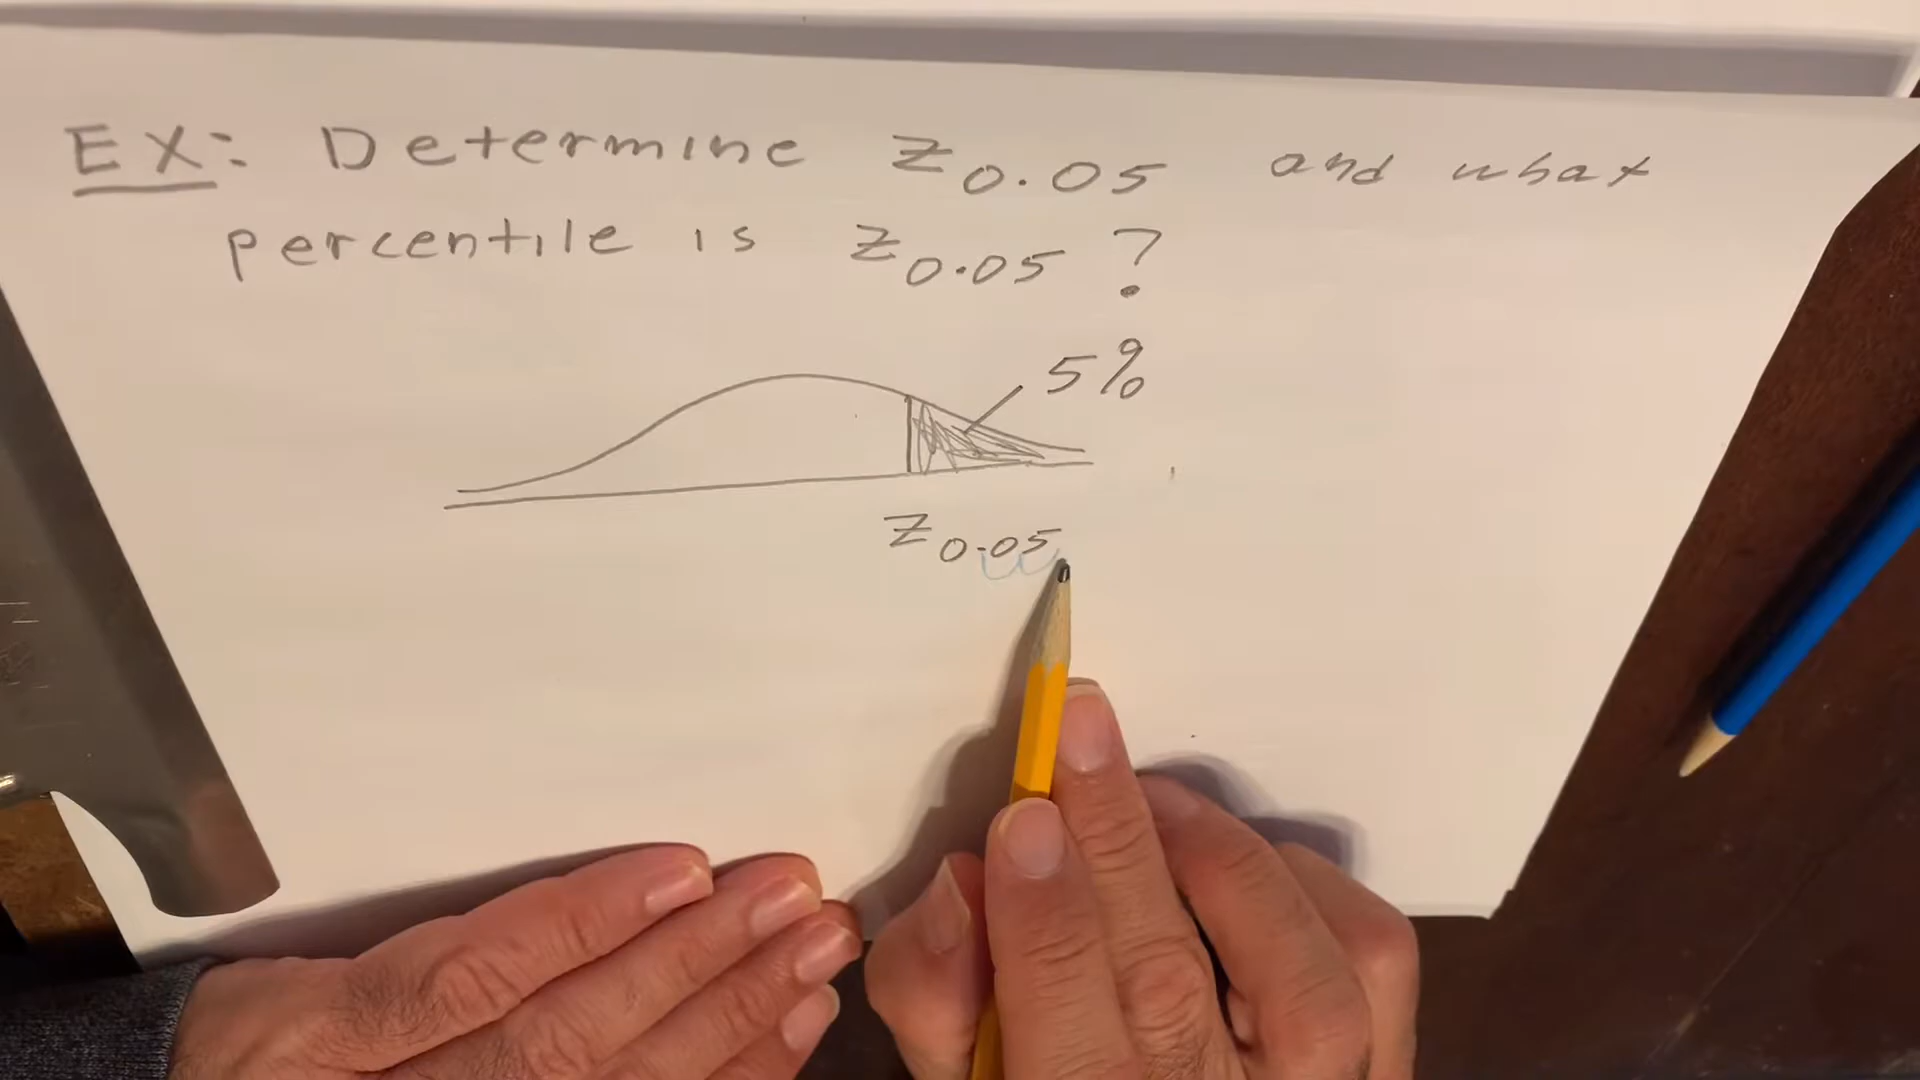 EX: Determine z0.05 and what
percentile is z0.05 ?
5%
z0.05